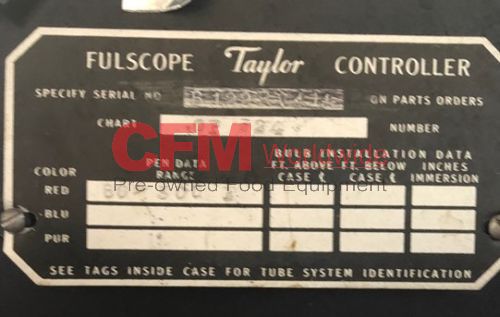 FULSCOPE Taylor CONTROLLER
SPECIFY SERIAL NO. ON PARTS ORDERS
CHART NUMBER
CFM Worldwide
PEN DATA BULB INSTALLATION DATA
COLOR RANGE FT. ABOVE CASE ℄ FT. BELOW CASE ℄ INCHES IMMERSION
Pre-owned Food Equipment
RED
BLU
PUR
SEE TAGS INSIDE CASE FOR TUBE SYSTEM IDENTIFICATION